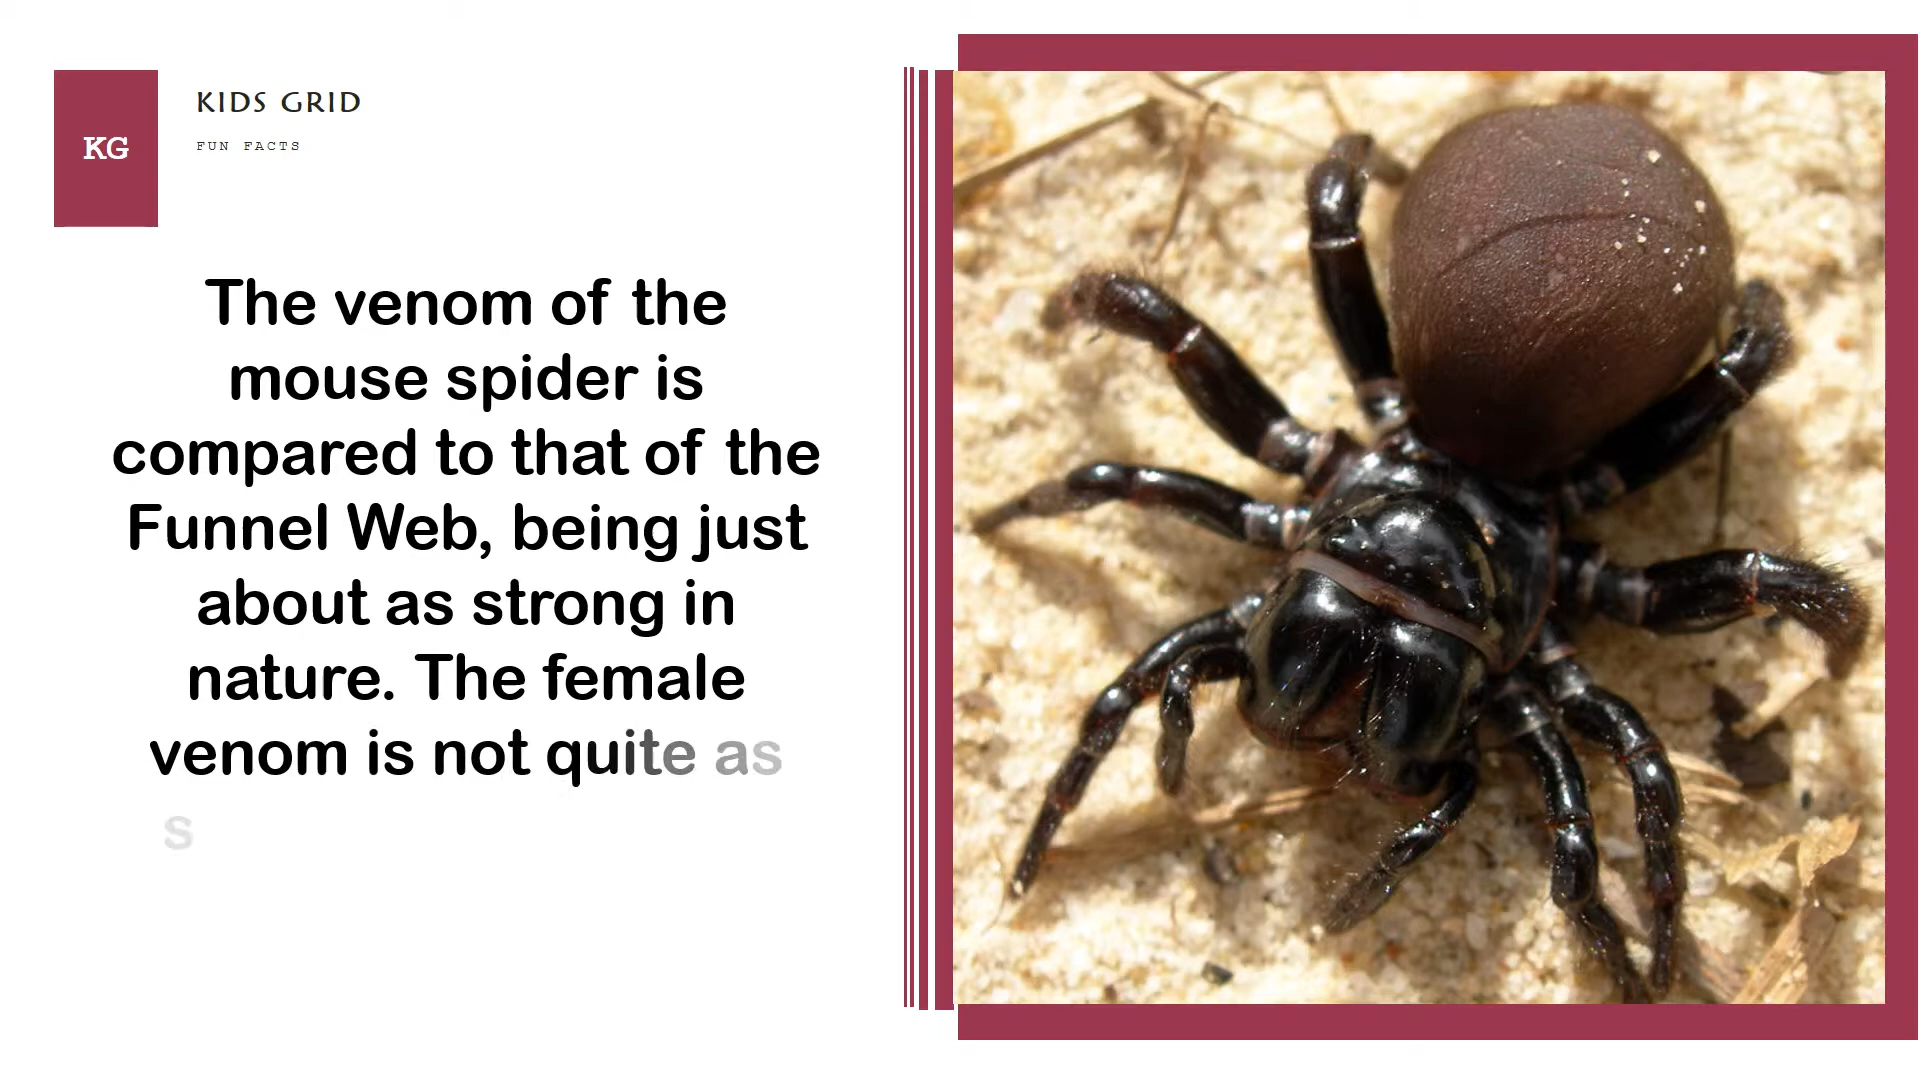 KG
KIDS GRID
FUN FACTS
The venom of the
mouse spider is
compared to that of the
Funnel Web, being just
about as strong in
nature. The female
venom is not quite as
s